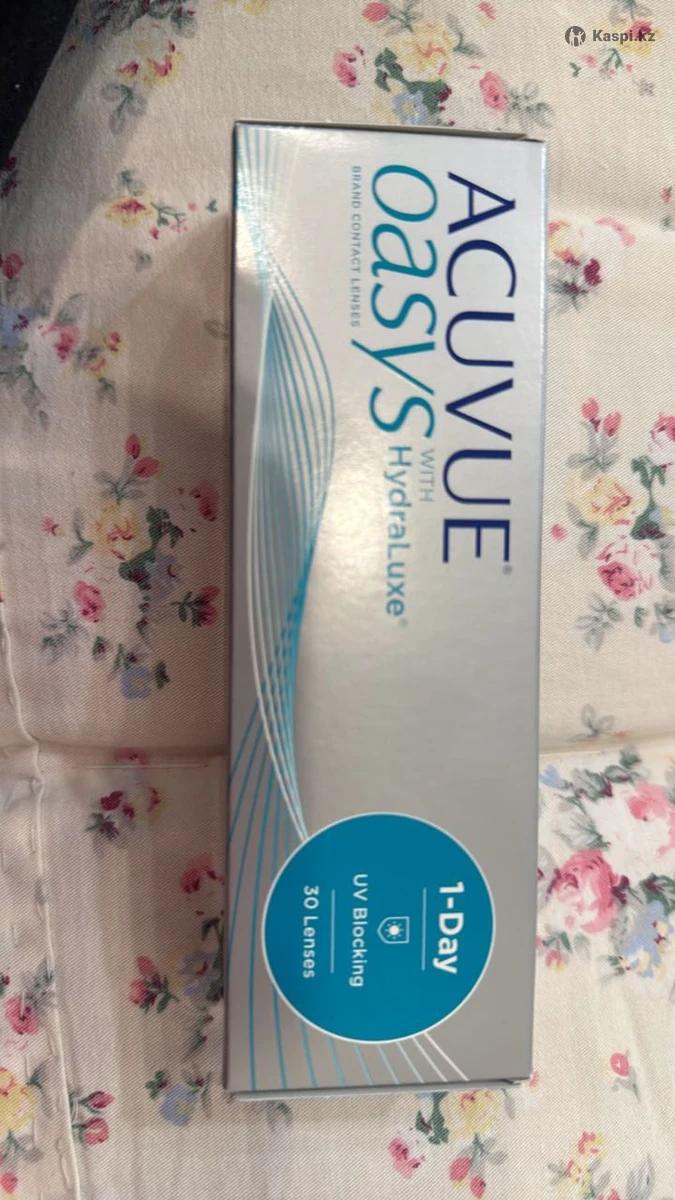 Kaspi.kz
ACUVUE®
oasys WITH HydraLuxe®
BRAND CONTACT LENSES
1-Day
UV Blocking
30 Lenses